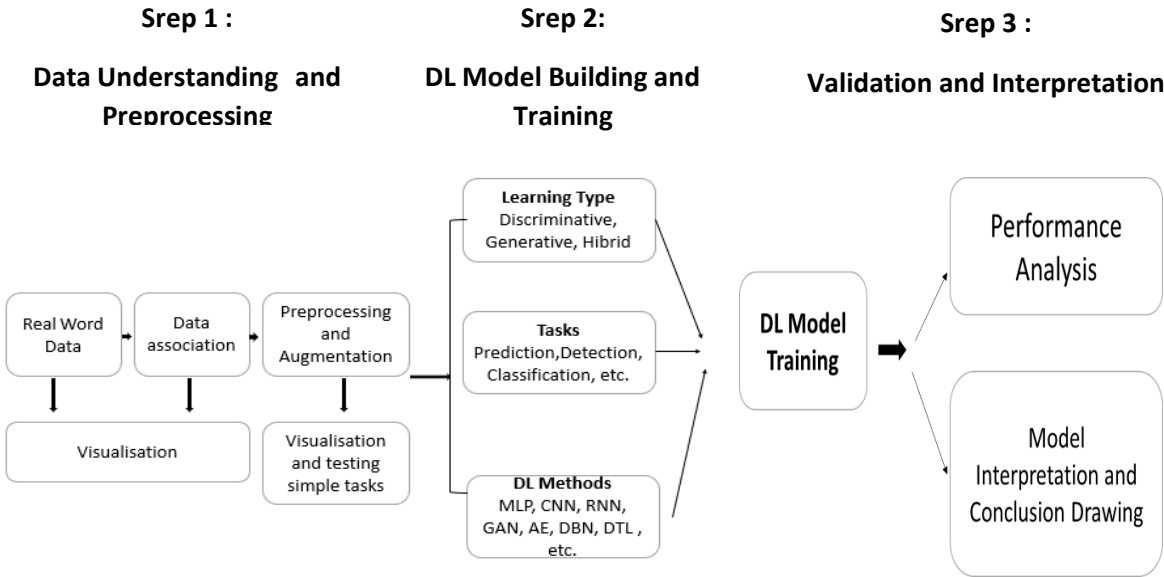 Srep 1 :
Data Understanding and
Preprocessing
Srep 2:
DL Model Building and
Training
Srep 3 :
Validation and Interpretation
Real Word
Data
Data
association
Preprocessing
and
Augmentation
Visualisation
Visualisation
and testing
simple tasks
Learning Type
Discriminative,
Generative, Hibrid
Tasks
Prediction,Detection,
Classification, etc.
DL Methods
MLP, CNN, RNN,
GAN, AE, DBN, DTL ,
etc.
DL Model
Training
Performance
Analysis
Model
Interpretation and
Conclusion Drawing